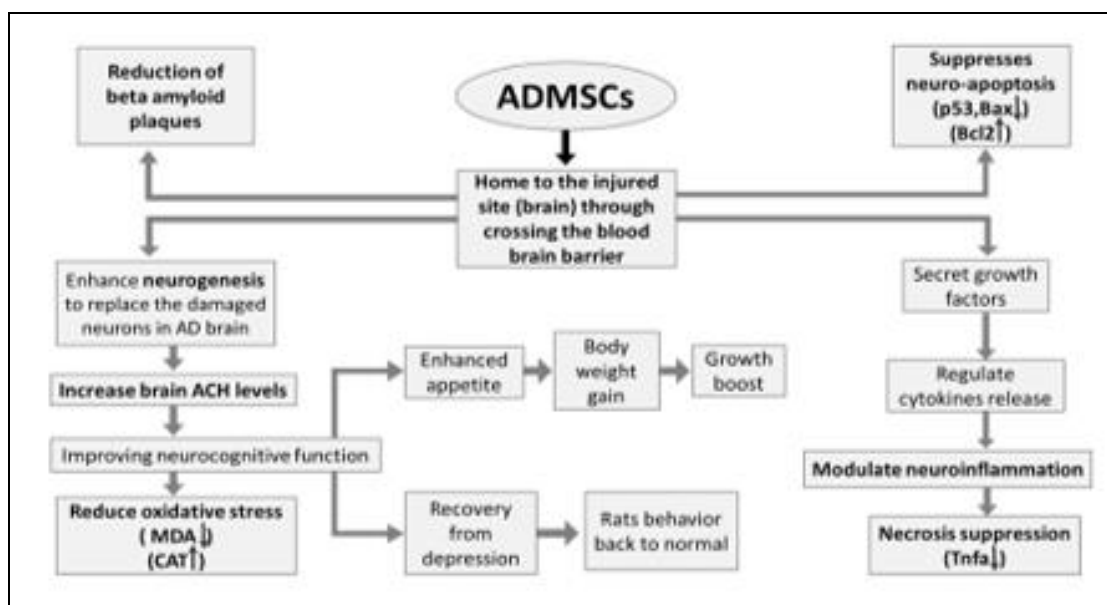 Reduction of
beta amyloid
plaques
ADMSCs
Suppresses
neuro-apoptosis
(p53,Bax↓)
(Bcl2↑)
Home to the injured
site (brain) through
crossing the blood
brain barrier
Enhance neurogenesis
to replace the damaged
neurons in AD brain
Increase brain ACH levels
Improving neurocognitive function
Reduce oxidative stress
( MDA↓)
(CAT↑)
Enhanced
appetite
Body
weight
gain
Growth
boost
Recovery
from
depression
Rats behavior
back to normal
Secret growth
factors
Regulate
cytokines release
Modulate neuroinflammation
Necrosis suppression
(Tnfa↓)